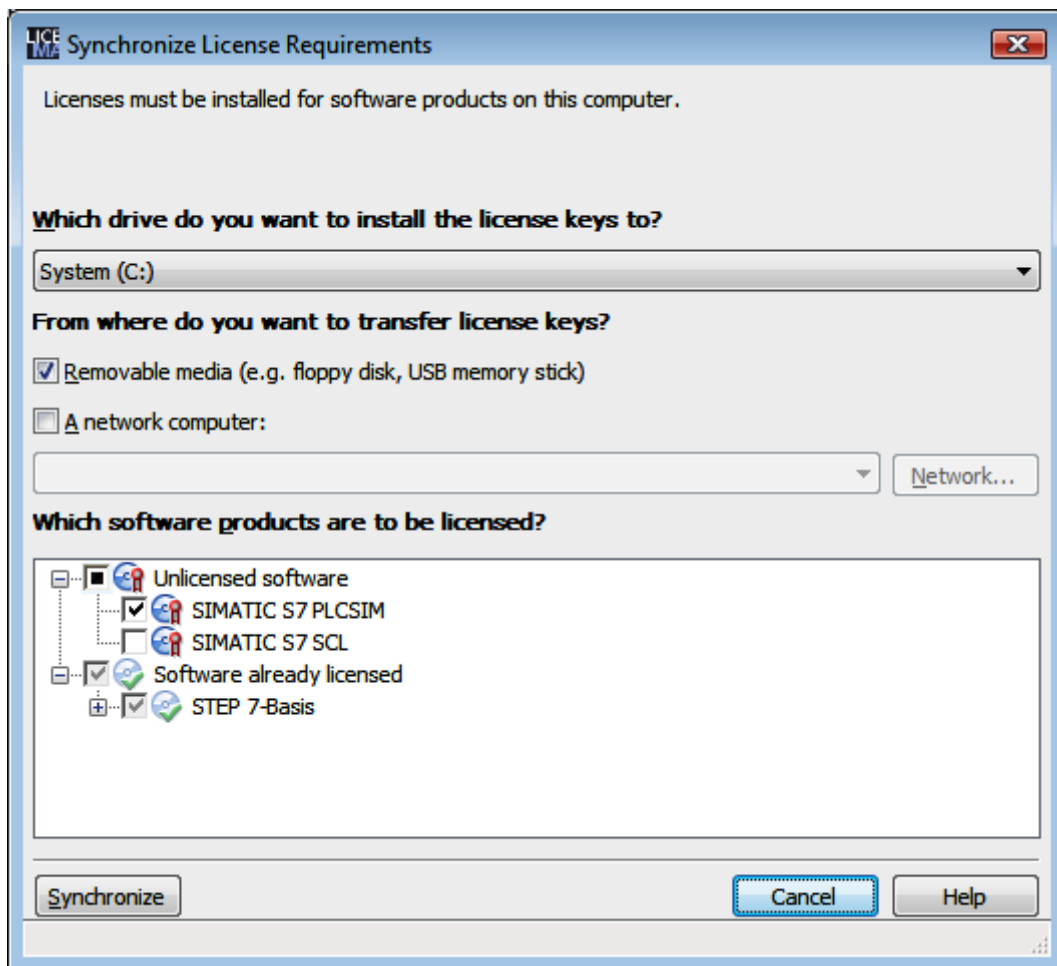 Synchronize License Requirements
Licenses must be installed for software products on this computer.
Which drive do you want to install the license keys to?
System (C:)
From where do you want to transfer license keys?
Removable media (e.g. floppy disk, USB memory stick)
A network computer:
Network...
Which software products are to be licensed?
Unlicensed software
SIMATIC S7 PLCSIM
SIMATIC S7 SCL
Software already licensed
STEP 7-Basis
Synchronize Cancel Help